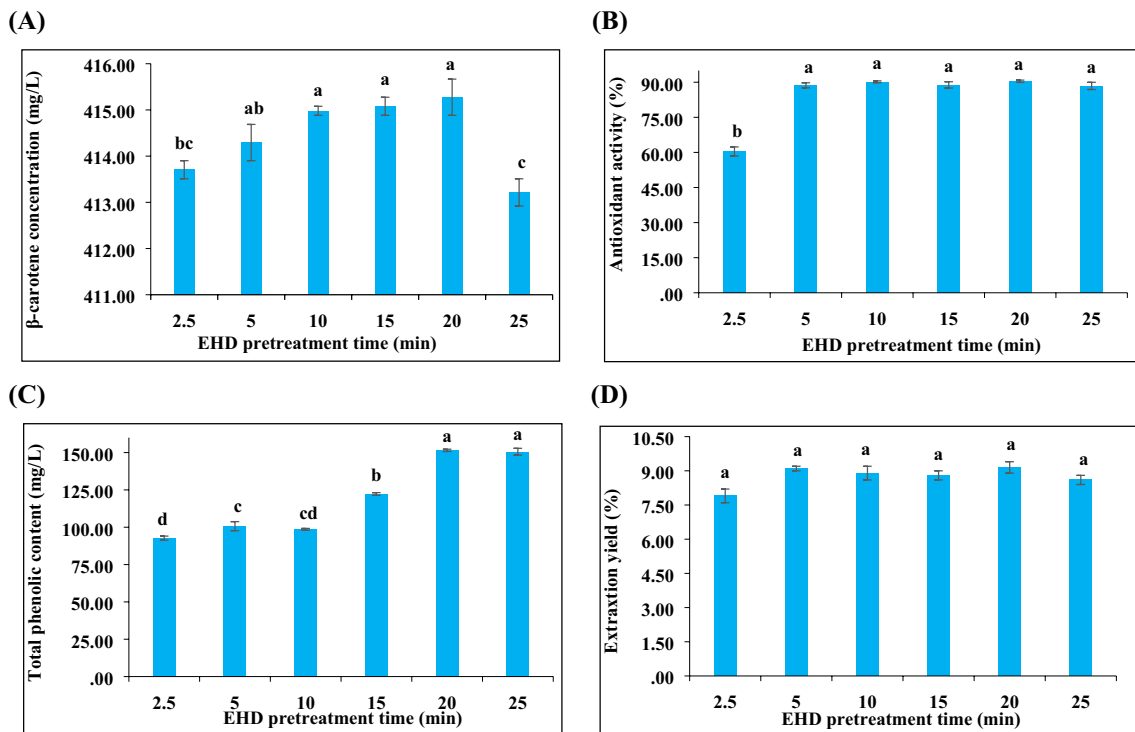 (A)
β-carotene concentration (mg/L)
416.00
415.00
414.00
413.00
412.00
411.00
bc
ab
a
a
a
c
2.5 5 10 15 20 25
EHD pretreatment time (min)
(B)
Antioxidant activity (%)
90.00
75.00
60.00
45.00
30.00
15.00
.00
b
a
a
a
a
a
2.5 5 10 15 20 25
EHD pretreatment time (min)
(C)
Total phenolic content (mg/L)
150.00
125.00
100.00
75.00
50.00
25.00
.00
d
c
cd
b
a
a
2.5 5 10 15 20 25
EHD pretreatment time (min)
(D)
Extraxtion yield (%)
10.50
9.00
7.50
6.00
4.50
3.00
1.50
.00
a
a
a
a
a
a
2.5 5 10 15 20 25
EHD pretreatment time (min)